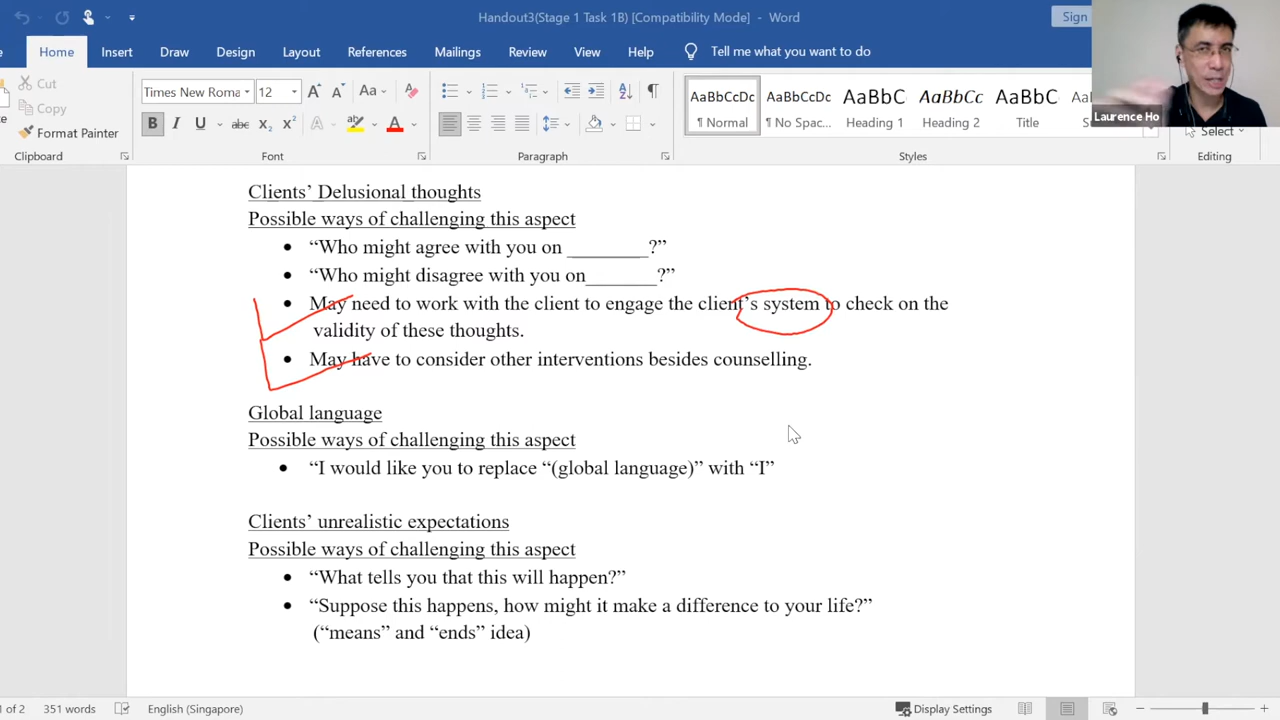 Handout3(Stage 1 Task 1B) [Compatibility Mode] - Word
Sign
Home Insert Draw Design Layout References Mailings Review View Help Tell me what you want to do
Cut
Copy
Format Painter
Clipboard
Times New Roma 12
Aa
B I U abc x₂ x² A A
Font
Paragraph
AaBbCcDc AaBbCcDc AaBbC AaBbCc AaBbC
¶ Normal ¶ No Spac... Heading 1 Heading 2 Title
Styles
Select
Editing
Laurence Ho
Clients’ Delusional thoughts
Possible ways of challenging this aspect
• “Who might agree with you on ________?”
• “Who might disagree with you on_______?”
• May need to work with the client to engage the client’s system to check on the
validity of these thoughts.
• May have to consider other interventions besides counselling.
Global language
Possible ways of challenging this aspect
• “I would like you to replace “(global language)” with “I”
Clients’ unrealistic expectations
Possible ways of challenging this aspect
• “What tells you that this will happen?”
• “Suppose this happens, how might it make a difference to your life?”
(“means” and “ends” idea)
1 of 2 351 words English (Singapore) Display Settings